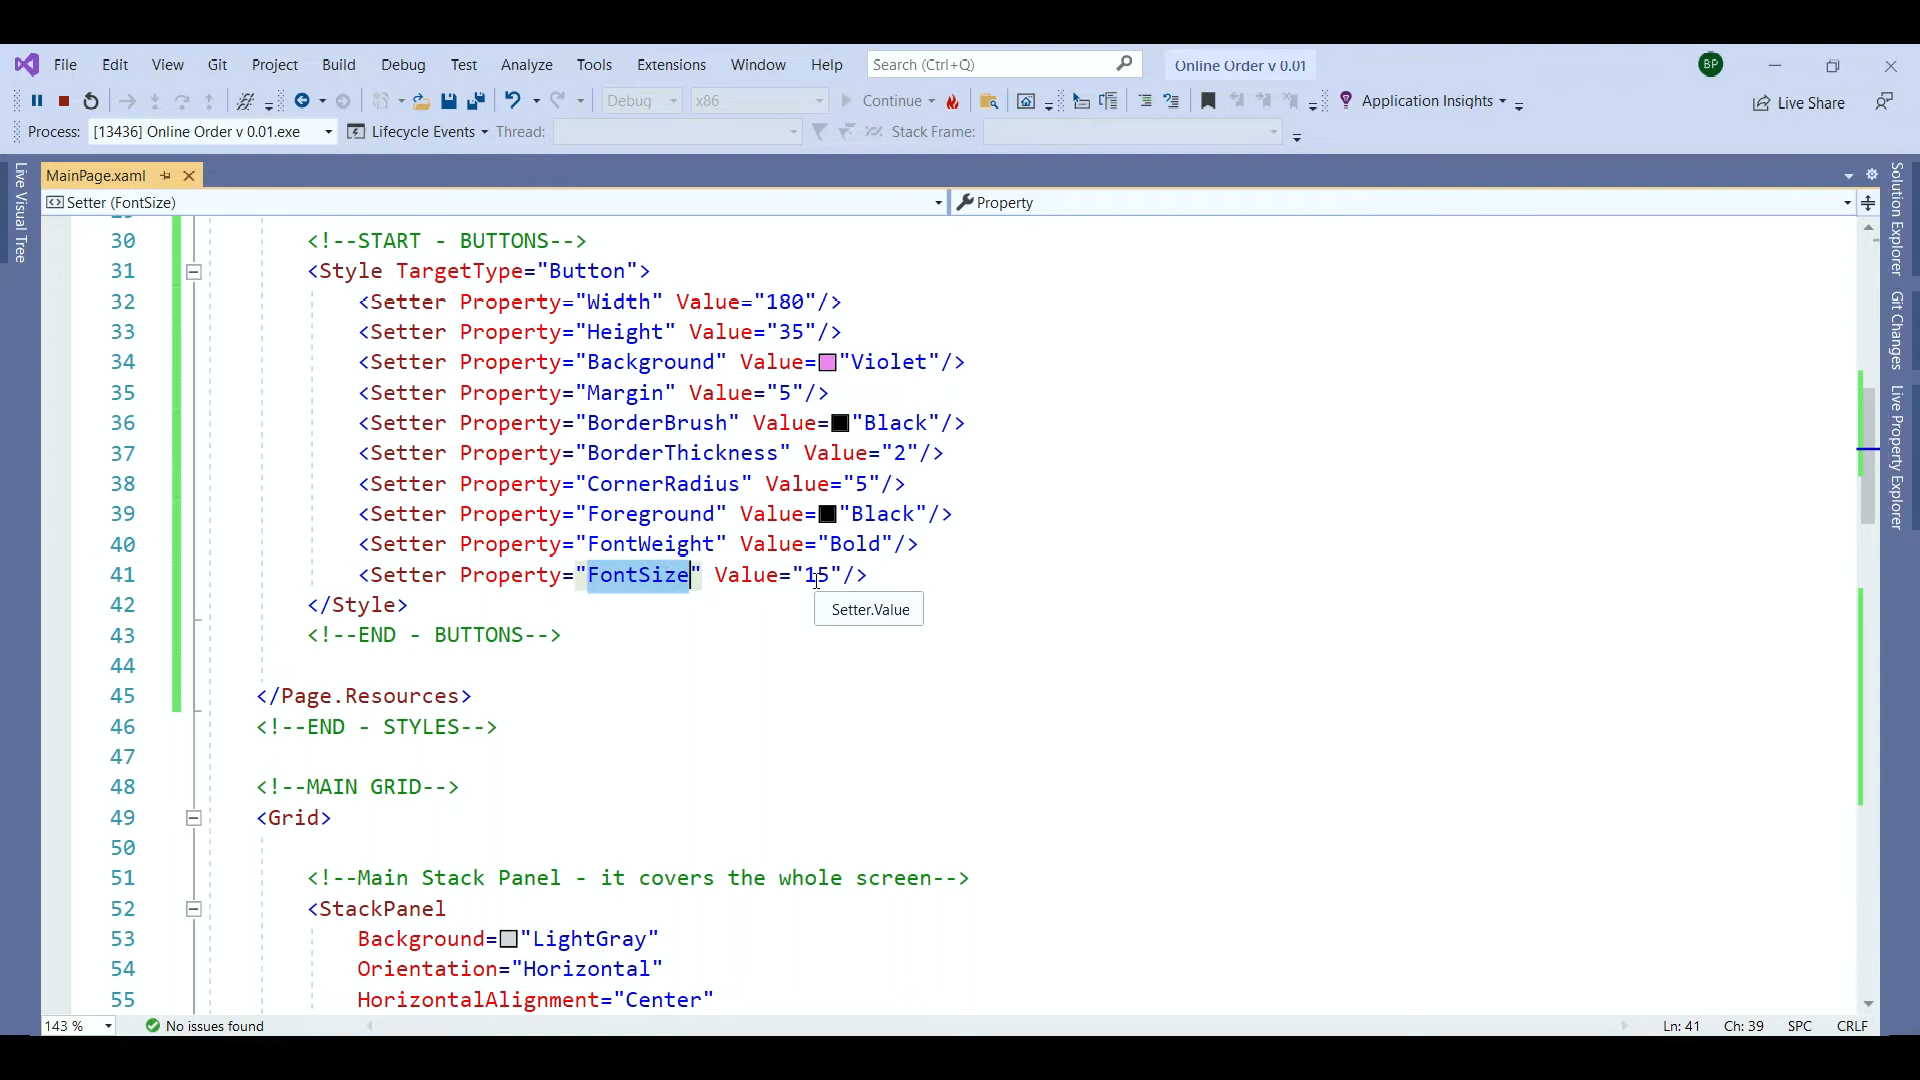 File Edit View Git Project Build Debug Test Analyze Tools Extensions Window Help Search (Ctrl+Q) Online Order v 0.01 BP
Debug x86 Continue Application Insights Live Share
Process: [13436] Online Order v 0.01.exe Lifecycle Events Thread: Stack Frame:
MainPage.xaml
Setter (FontSize) Property
Live Visual Tree
30 <!--START - BUTTONS-->
31 <Style TargetType="Button">
32 <Setter Property="Width" Value="180"/>
33 <Setter Property="Height" Value="35"/>
34 <Setter Property="Background" Value="Violet"/>
35 <Setter Property="Margin" Value="5"/>
36 <Setter Property="BorderBrush" Value="Black"/>
37 <Setter Property="BorderThickness" Value="2"/>
38 <Setter Property="CornerRadius" Value="5"/>
39 <Setter Property="Foreground" Value="Black"/>
40 <Setter Property="FontWeight" Value="Bold"/>
41 <Setter Property="FontSize" Value="15"/>
Setter.Value
42 </Style>
43 <!--END - BUTTONS-->
44
45 </Page.Resources>
46 <!--END - STYLES-->
47
48 <!--MAIN GRID-->
49 <Grid>
50
51 <!--Main Stack Panel - it covers the whole screen-->
52 <StackPanel
53 Background="LightGray"
54 Orientation="Horizontal"
55 HorizontalAlignment="Center"
Solution Explorer
Git Changes
Live Property Explorer
143 % No issues found Ln: 41 Ch: 39 SPC CRLF